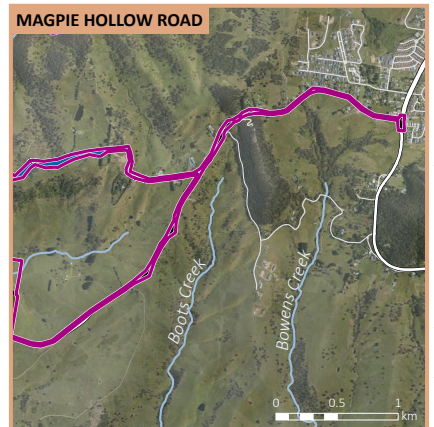 MAGPIE HOLLOW ROAD
Boots Creek
Bowens Creek
0 0.5 1
km